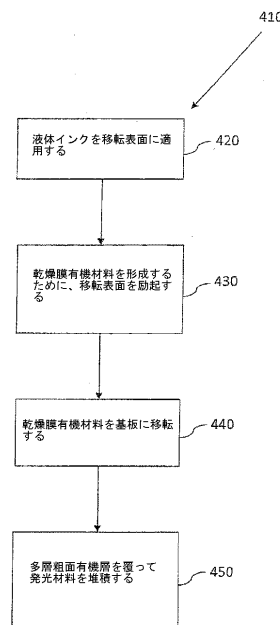 410
液体インクを移転表面に適
用する
420
乾燥膜有機材料を形成する
ために、移転表面を励起す
る
430
乾燥膜有機材料を基板に移転
する
440
多層粗面有機層を覆って
発光材料を堆積する
450